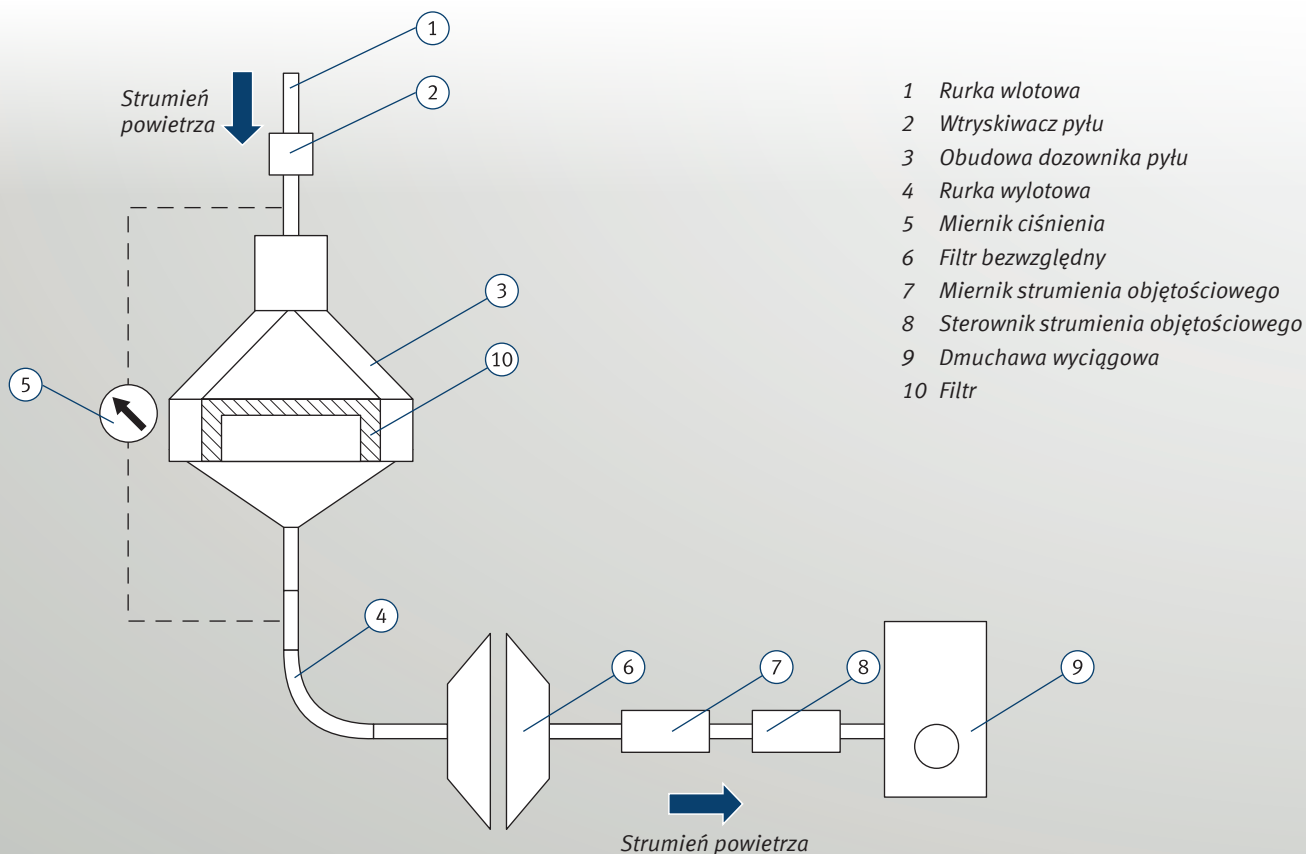 1
Strumień
powietrza
2
3
10
5
4
6
7
8
9
Strumień powietrza
1 Rurka wlotowa
2 Wtryskiwacz pyłu
3 Obudowa dozownika pyłu
4 Rurka wylotowa
5 Miernik ciśnienia
6 Filtr bezwzględny
7 Miernik strumienia objętościowego
8 Sterownik strumienia objętościowego
9 Dmuchawa wyciągowa
10 Filtr